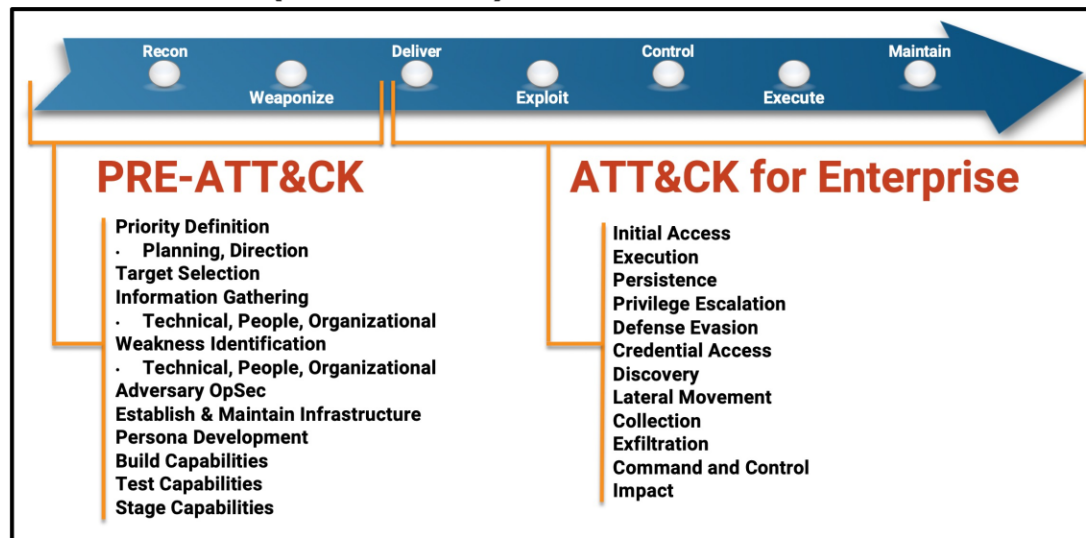 Recon
Deliver
Control
Maintain
Weaponize
Exploit
Execute
PRE-ATT&CK
Priority Definition
· Planning, Direction
Target Selection
Information Gathering
· Technical, People, Organizational
Weakness Identification
· Technical, People, Organizational
Adversary OpSec
Establish & Maintain Infrastructure
Persona Development
Build Capabilities
Test Capabilities
Stage Capabilities
ATT&CK for Enterprise
Initial Access
Execution
Persistence
Privilege Escalation
Defense Evasion
Credential Access
Discovery
Lateral Movement
Collection
Exfiltration
Command and Control
Impact